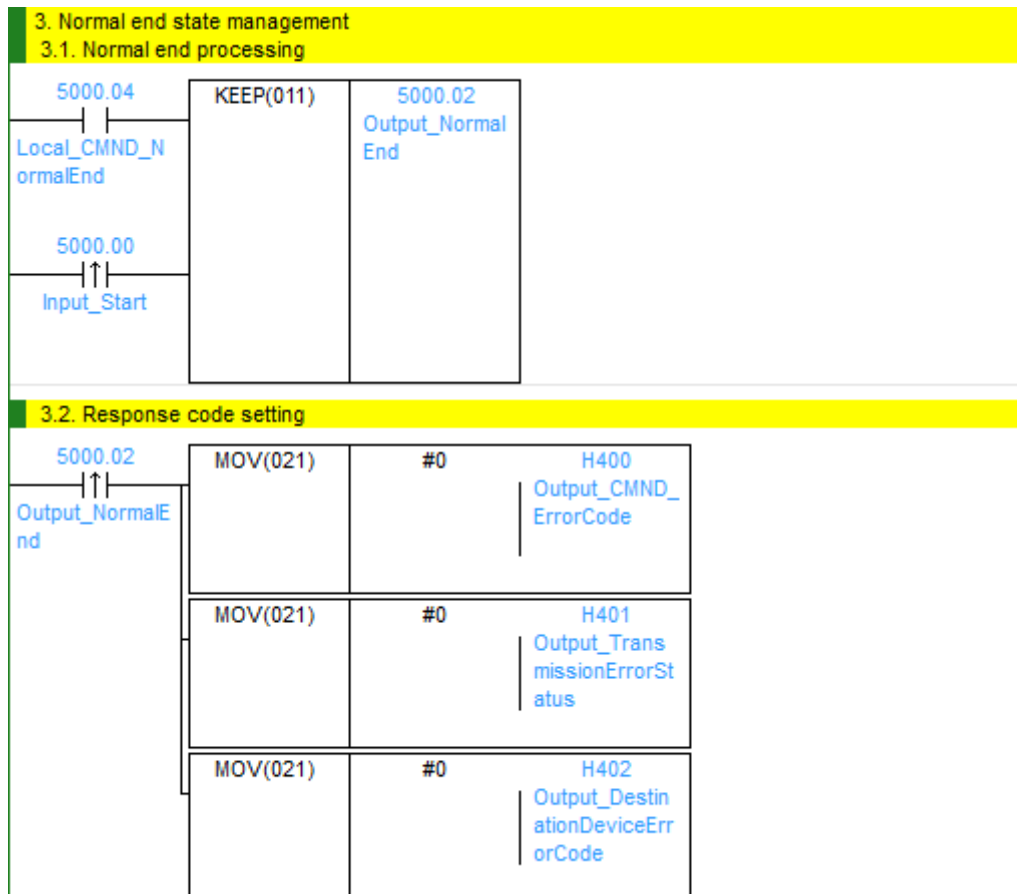 3. Normal end state management
3.1. Normal end processing
5000.04
KEEP(011)
5000.02
Output_Normal
End
Local_CMND_N
ormalEnd
5000.00
Input_Start
3.2. Response code setting
5000.02
MOV(021)
#0
H400
Output_CMND_
ErrorCode
Output_NormalE
nd
MOV(021)
#0
H401
Output_Trans
missionErrorSt
atus
MOV(021)
#0
H402
Output_Destin
ationDeviceErr
orCode